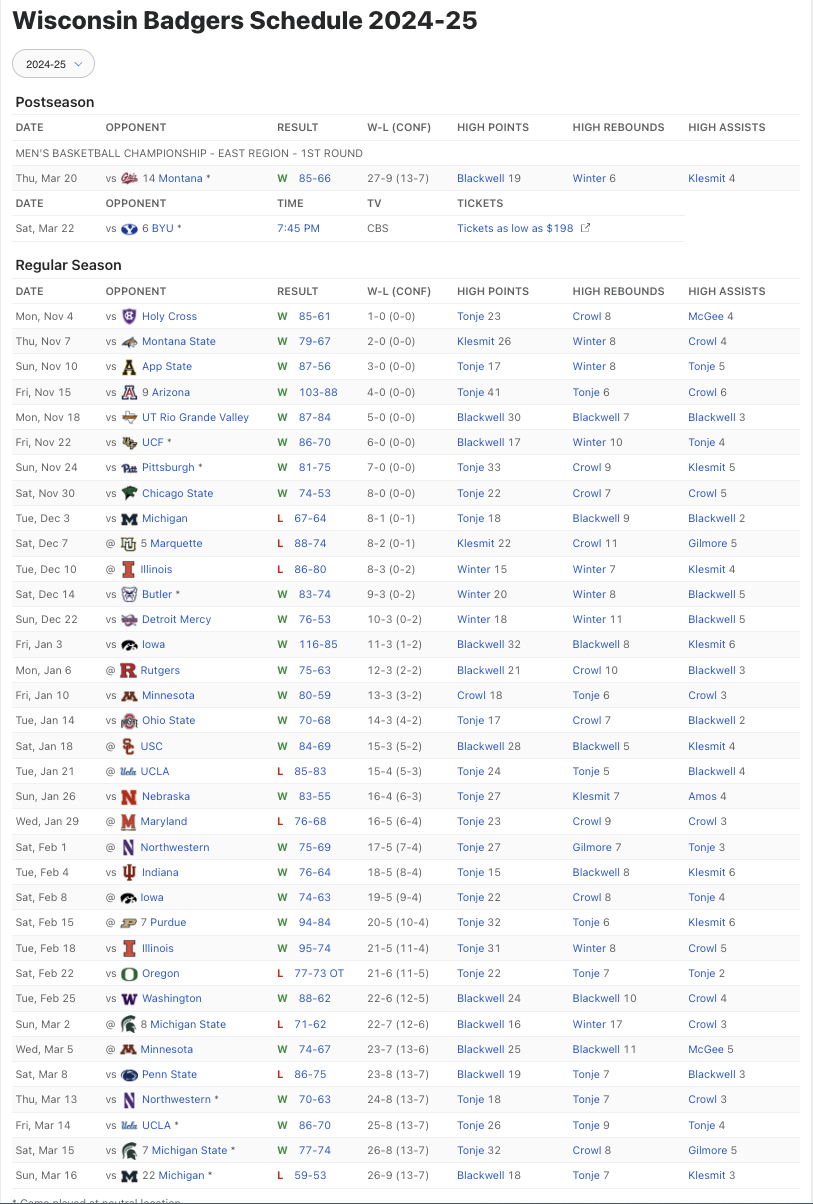 Wisconsin Badgers Schedule 2024-25
2024-25
Postseason
DATE OPPONENT RESULT W-L (CONF) HIGH POINTS HIGH REBOUNDS HIGH ASSISTS
MEN'S BASKETBALL CHAMPIONSHIP - EAST REGION - 1ST ROUND
Thu, Mar 20 vs 14 Montana * W 85-66 27-9 (13-7) Blackwell 19 Winter 6 Klesmit 4
DATE OPPONENT TIME TV TICKETS
Sat, Mar 22 vs 6 BYU * 7:45 PM CBS Tickets as low as $198
Regular Season
DATE OPPONENT RESULT W-L (CONF) HIGH POINTS HIGH REBOUNDS HIGH ASSISTS
Mon, Nov 4 vs Holy Cross W 85-61 1-0 (0-0) Tonje 23 Crowl 8 McGee 4
Thu, Nov 7 vs Montana State W 79-67 2-0 (0-0) Klesmit 26 Winter 8 Crowl 4
Sun, Nov 10 vs App State W 87-56 3-0 (0-0) Tonje 17 Winter 8 Tonje 5
Fri, Nov 15 vs 9 Arizona W 103-88 4-0 (0-0) Tonje 41 Tonje 6 Crowl 6
Mon, Nov 18 vs UT Rio Grande Valley W 87-84 5-0 (0-0) Blackwell 30 Blackwell 7 Blackwell 3
Fri, Nov 22 vs UCF * W 86-70 6-0 (0-0) Blackwell 17 Winter 10 Tonje 4
Sun, Nov 24 vs Pittsburgh * W 81-75 7-0 (0-0) Tonje 33 Crowl 9 Klesmit 5
Sat, Nov 30 vs Chicago State W 74-53 8-0 (0-0) Tonje 22 Crowl 7 Crowl 5
Tue, Dec 3 vs Michigan L 67-64 8-1 (0-1) Tonje 18 Blackwell 9 Blackwell 2
Sat, Dec 7 @ 5 Marquette L 88-74 8-2 (0-1) Klesmit 22 Crowl 11 Gilmore 5
Tue, Dec 10 @ Illinois L 86-80 8-3 (0-2) Winter 15 Winter 7 Klesmit 4
Sat, Dec 14 vs Butler * W 83-74 9-3 (0-2) Winter 20 Winter 8 Blackwell 5
Sun, Dec 22 vs Detroit Mercy W 76-53 10-3 (0-2) Winter 18 Winter 11 Blackwell 5
Fri, Jan 3 vs Iowa W 116-85 11-3 (1-2) Blackwell 32 Blackwell 8 Klesmit 6
Mon, Jan 6 @ Rutgers W 75-63 12-3 (2-2) Blackwell 21 Crowl 10 Blackwell 3
Fri, Jan 10 vs Minnesota W 80-59 13-3 (3-2) Crowl 18 Tonje 6 Crowl 3
Tue, Jan 14 vs Ohio State W 70-68 14-3 (4-2) Tonje 17 Crowl 7 Blackwell 2
Sat, Jan 18 @ USC W 84-69 15-3 (5-2) Blackwell 28 Blackwell 5 Klesmit 4
Tue, Jan 21 @ UCLA L 85-83 15-4 (5-3) Tonje 24 Tonje 5 Blackwell 4
Sun, Jan 26 vs Nebraska W 83-55 16-4 (6-3) Tonje 27 Klesmit 7 Amos 4
Wed, Jan 29 @ Maryland L 76-68 16-5 (6-4) Tonje 23 Crowl 9 Crowl 3
Sat, Feb 1 @ Northwestern W 75-69 17-5 (7-4) Tonje 27 Gilmore 7 Tonje 3
Tue, Feb 4 vs Indiana W 76-64 18-5 (8-4) Tonje 15 Blackwell 8 Klesmit 6
Sat, Feb 8 @ Iowa W 74-63 19-5 (9-4) Tonje 22 Crowl 8 Tonje 4
Sat, Feb 15 @ 7 Purdue W 94-84 20-5 (10-4) Tonje 32 Tonje 6 Klesmit 6
Tue, Feb 18 vs Illinois W 95-74 21-5 (11-4) Tonje 31 Winter 8 Crowl 5
Sat, Feb 22 vs Oregon L 77-73 OT 21-6 (11-5) Tonje 22 Tonje 7 Tonje 2
Tue, Feb 25 vs Washington W 88-62 22-6 (12-5) Blackwell 24 Blackwell 10 Crowl 4
Sun, Mar 2 @ 8 Michigan State L 71-62 22-7 (12-6) Blackwell 16 Winter 17 Crowl 3
Wed, Mar 5 @ Minnesota W 74-67 23-7 (13-6) Blackwell 25 Blackwell 11 McGee 5
Sat, Mar 8 vs Penn State L 86-75 23-8 (13-7) Blackwell 19 Tonje 7 Blackwell 3
Thu, Mar 13 vs Northwestern * W 70-63 24-8 (13-7) Tonje 18 Tonje 7 Crowl 3
Fri, Mar 14 vs UCLA * W 86-70 25-8 (13-7) Tonje 26 Tonje 9 Tonje 4
Sat, Mar 15 vs 7 Michigan State * W 77-74 26-8 (13-7) Tonje 32 Crowl 8 Gilmore 5
Sun, Mar 16 vs 22 Michigan * L 59-53 26-9 (13-7) Blackwell 18 Tonje 7 Klesmit 3
* Game played at neutral location